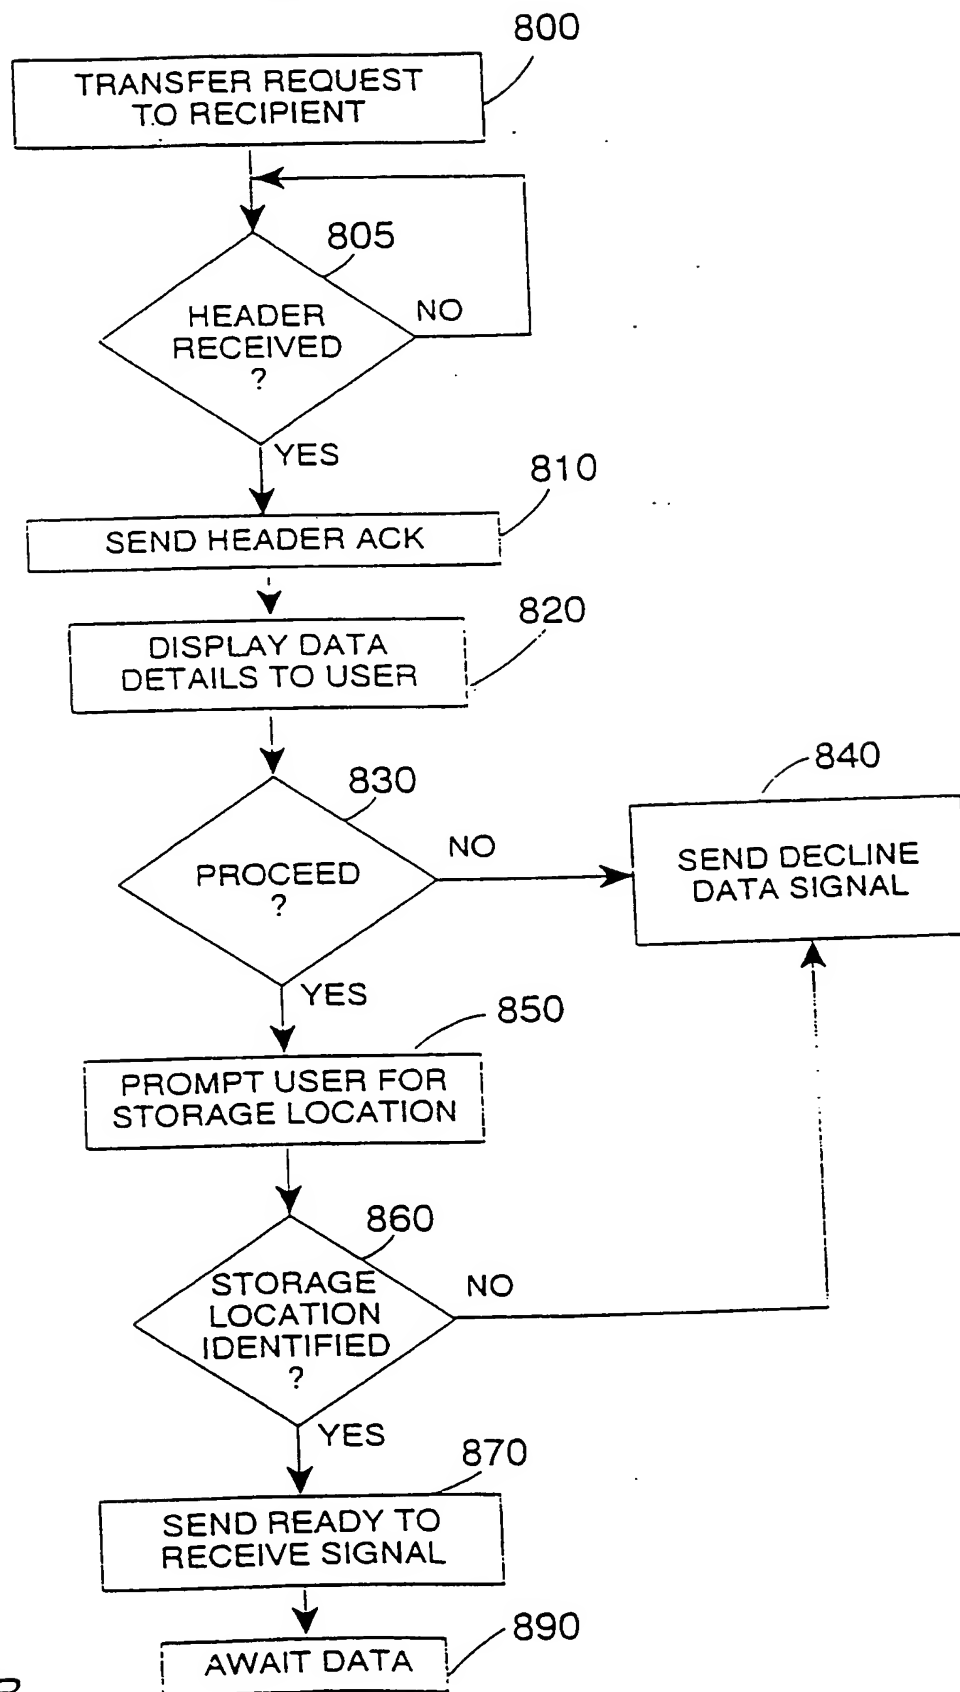 800
TRANSFER REQUEST
TO RECIPIENT
805
HEADER
RECEIVED
?
NO
YES
810
SEND HEADER ACK
820
DISPLAY DATA
DETAILS TO USER
830
PROCEED
?
NO
840
SEND DECLINE
DATA SIGNAL
YES
850
PROMPT USER FOR
STORAGE LOCATION
860
STORAGE
LOCATION
IDENTIFIED
?
NO
YES
870
SEND READY TO
RECEIVE SIGNAL
890
AWAIT DATA